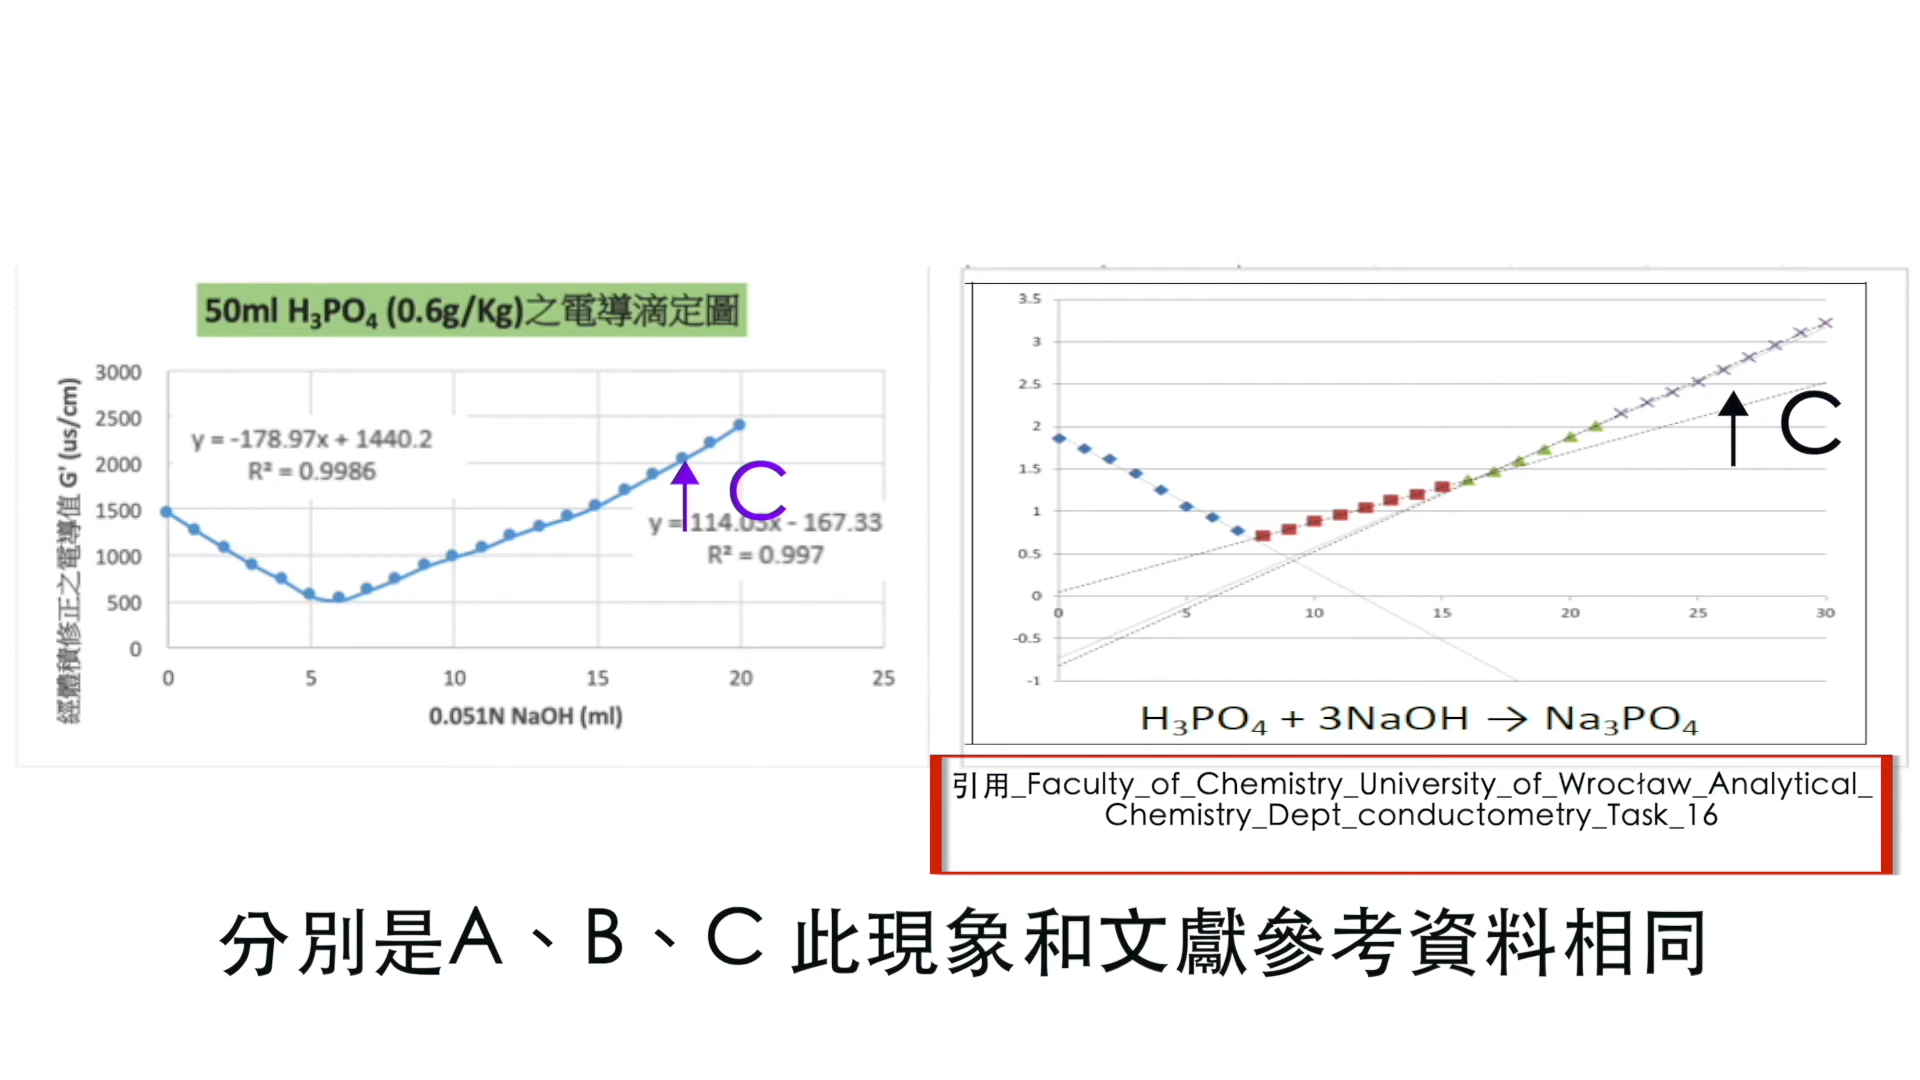 50ml H₃PO₄ (0.6g/Kg)之電導滴定圖
經體積修正之電導值 G' (us/cm)
3000
2500
2000
1500
1000
500
0
y = -178.97x + 1440.2
R² = 0.9986
C
y = 114.03x - 167.33
R² = 0.997
0 5 10 15 20 25
0.051N NaOH (ml)
3.5
3
2.5
2
1.5
1
0.5
0
-0.5
-1
0 5 10 15 20 25 30
C
H₃PO₄ + 3NaOH → Na₃PO₄
引用_Faculty_of_Chemistry_University_of_Wrocław_Analytical_
Chemistry_Dept_conductometry_Task_16
分別是A、B、C 此現象和文獻參考資料相同